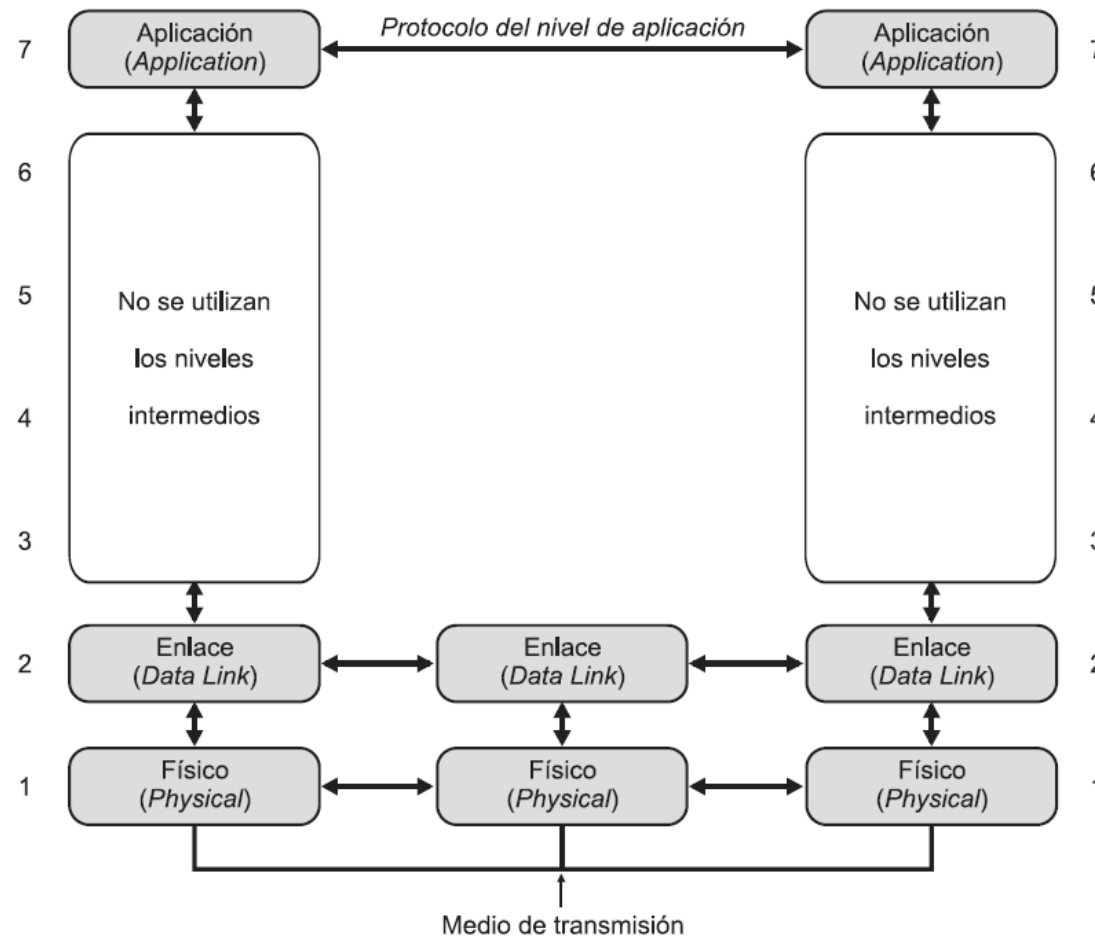 Protocolo del nivel de aplicación
7
Aplicación
(Application)
Aplicación
(Application)
7
6
6
5
No se utilizan
los niveles
intermedios
No se utilizan
los niveles
intermedios
5
4
4
3
3
2
Enlace
(Data Link)
Enlace
(Data Link)
Enlace
(Data Link)
2
1
Físico
(Physical)
Físico
(Physical)
Físico
(Physical)
1
Medio de transmisión